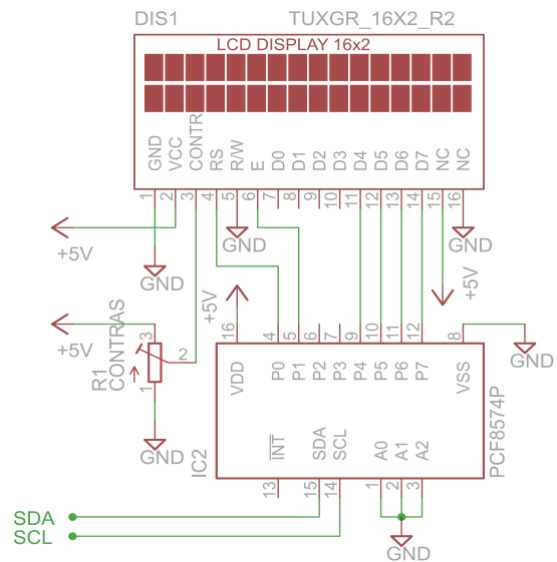 DIS1 TUXGR_16X2_R2
LCD DISPLAY 16x2
GND VCC CONTR RS R/W E D0 D1 D2 D3 D4 D5 D6 D7 NC NC
1 2 3 4 5 6 7 8 9 10 11 12 13 14 15 16
+5V
GND
GND
GND
+5V
+5V
+5V
R1
CONTRAS
3
2
1
GND
16 4 5 6 7 9 10 11 12 8
VDD P0 P1 P2 P3 P4 P5 P6 P7 VSS
GND
IC2
PCF8574P
INT SDA SCL A0 A1 A2
13 15 14 1 2 3
SDA
SCL
GND